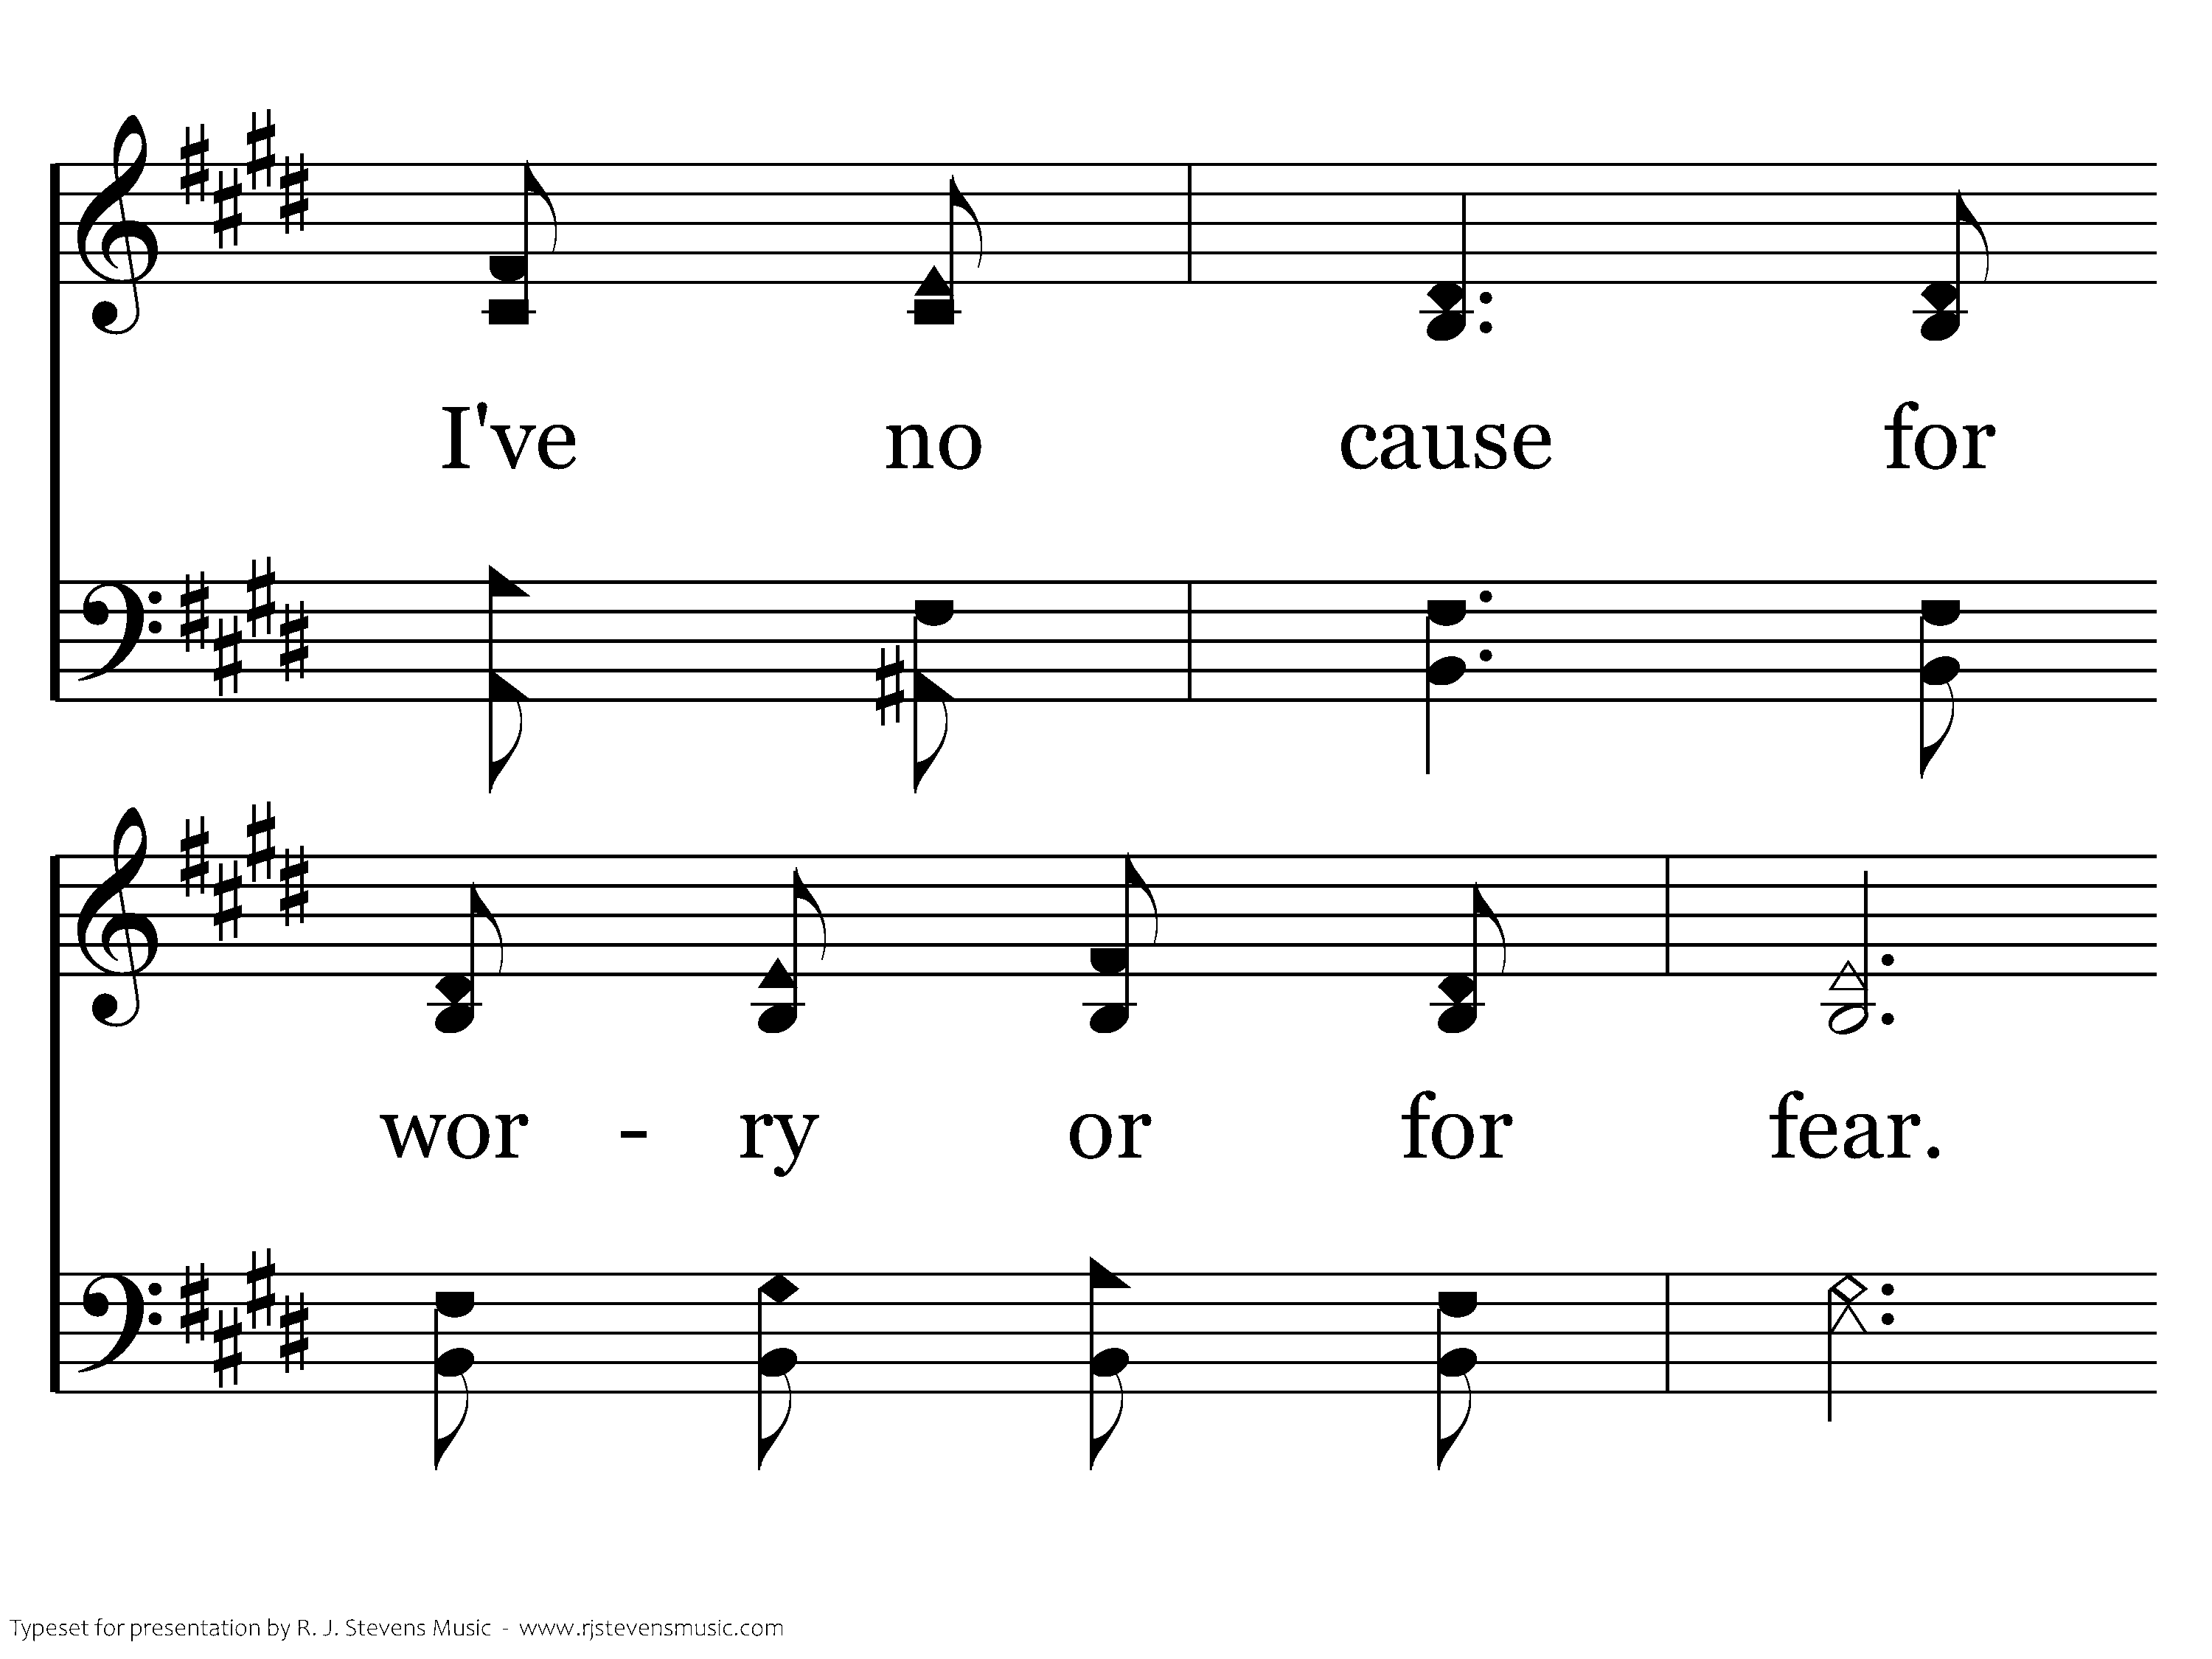 I've no cause for
wor - ry or for fear.
Typeset for presentation by R. J. Stevens Music - www.rjstevensmusic.com